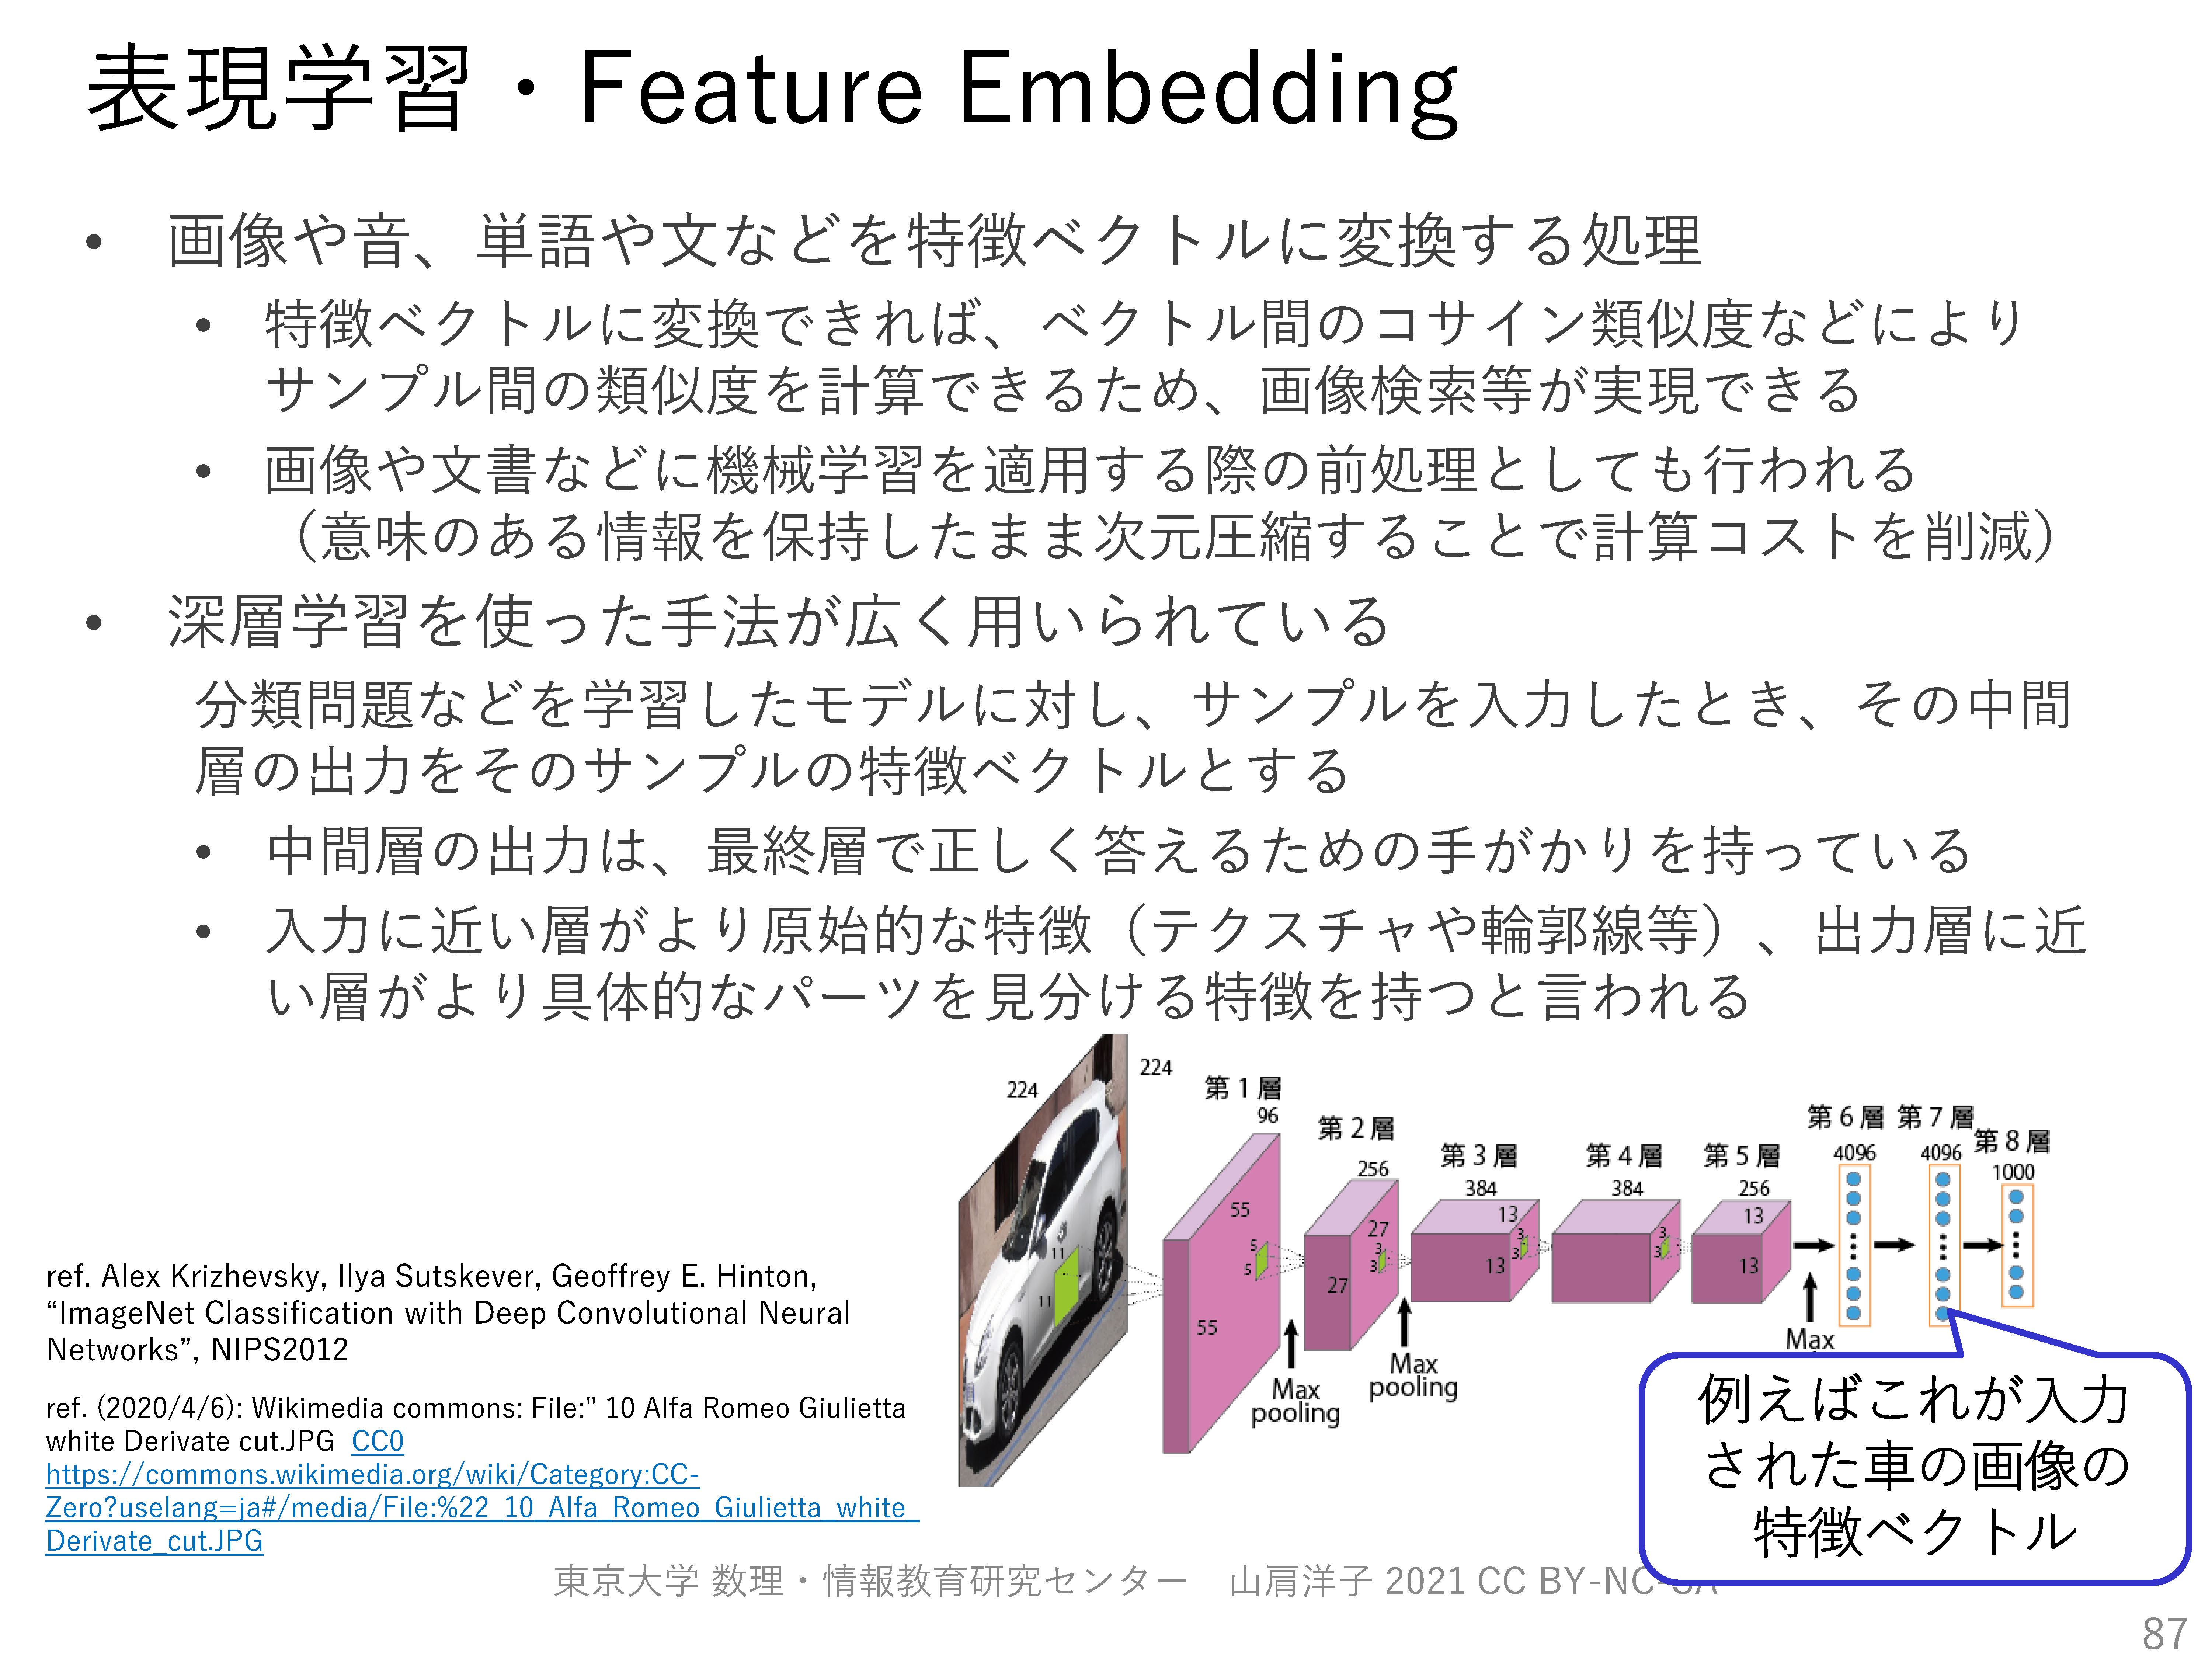 表現学習・Feature Embedding
• 画像や音、単語や文などを特徴ベクトルに変換する処理
• 特徴ベクトルに変換できれば、ベクトル間のコサイン類似度などにより
サンプル間の類似度を計算できるため、画像検索等が実現できる
• 画像や文書などに機械学習を適用する際の前処理としても行われる
（意味のある情報を保持したまま次元圧縮することで計算コストを削減）
• 深層学習を使った手法が広く用いられている
分類問題などを学習したモデルに対し、サンプルを入力したとき、その中間
層の出力をそのサンプルの特徴ベクトルとする
• 中間層の出力は、最終層で正しく答えるための手がかりを持っている
• 入力に近い層がより原始的な特徴（テクスチャや輪郭線等）、出力層に近
い層がより具体的なパーツを見分ける特徴を持つと言われる
224
224
11
11
第1層
96
55
55
5
5
Max
pooling
第2層
256
27
27
3
3
Max
pooling
第3層
384
13
13
3
3
第4層
384
3
3
第5層
256
13
13
Max
第6層
4096
第7層
4096
第8層
1000
例えばこれが入力
された車の画像の
特徴ベクトル
ref. Alex Krizhevsky, Ilya Sutskever, Geoffrey E. Hinton,
“ImageNet Classification with Deep Convolutional Neural
Networks”, NIPS2012
ref. (2020/4/6): Wikimedia commons: File:" 10 Alfa Romeo Giulietta
white Derivate cut.JPG CC0
https://commons.wikimedia.org/wiki/Category:CC-
Zero?uselang=ja#/media/File:%22_10_Alfa_Romeo_Giulietta_white_
Derivate_cut.JPG
東京大学 数理・情報教育研究センター 山肩洋子 2021 CC BY-NC-SA
87